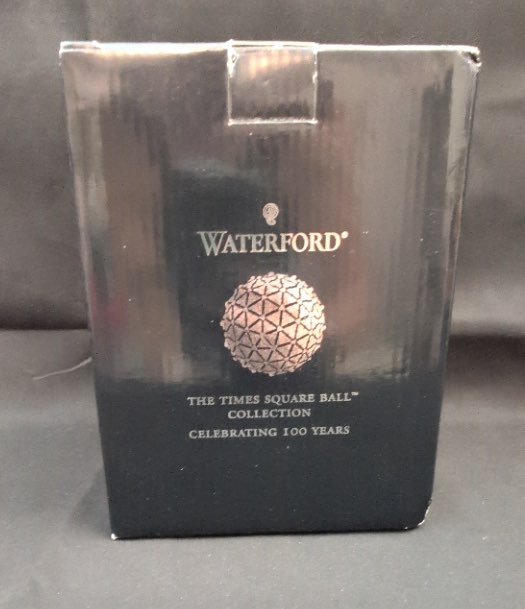 WATERFORD®
THE TIMES SQUARE BALL™
COLLECTION
CELEBRATING 100 YEARS